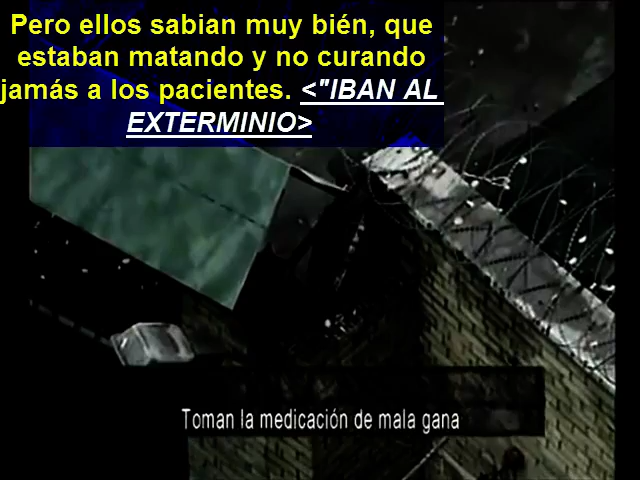 Pero ellos sabian muy bién, que
estaban matando y no curando
jamás a los pacientes. <"IBAN AL
EXTERMINIO>
Toman la medicación de mala gana